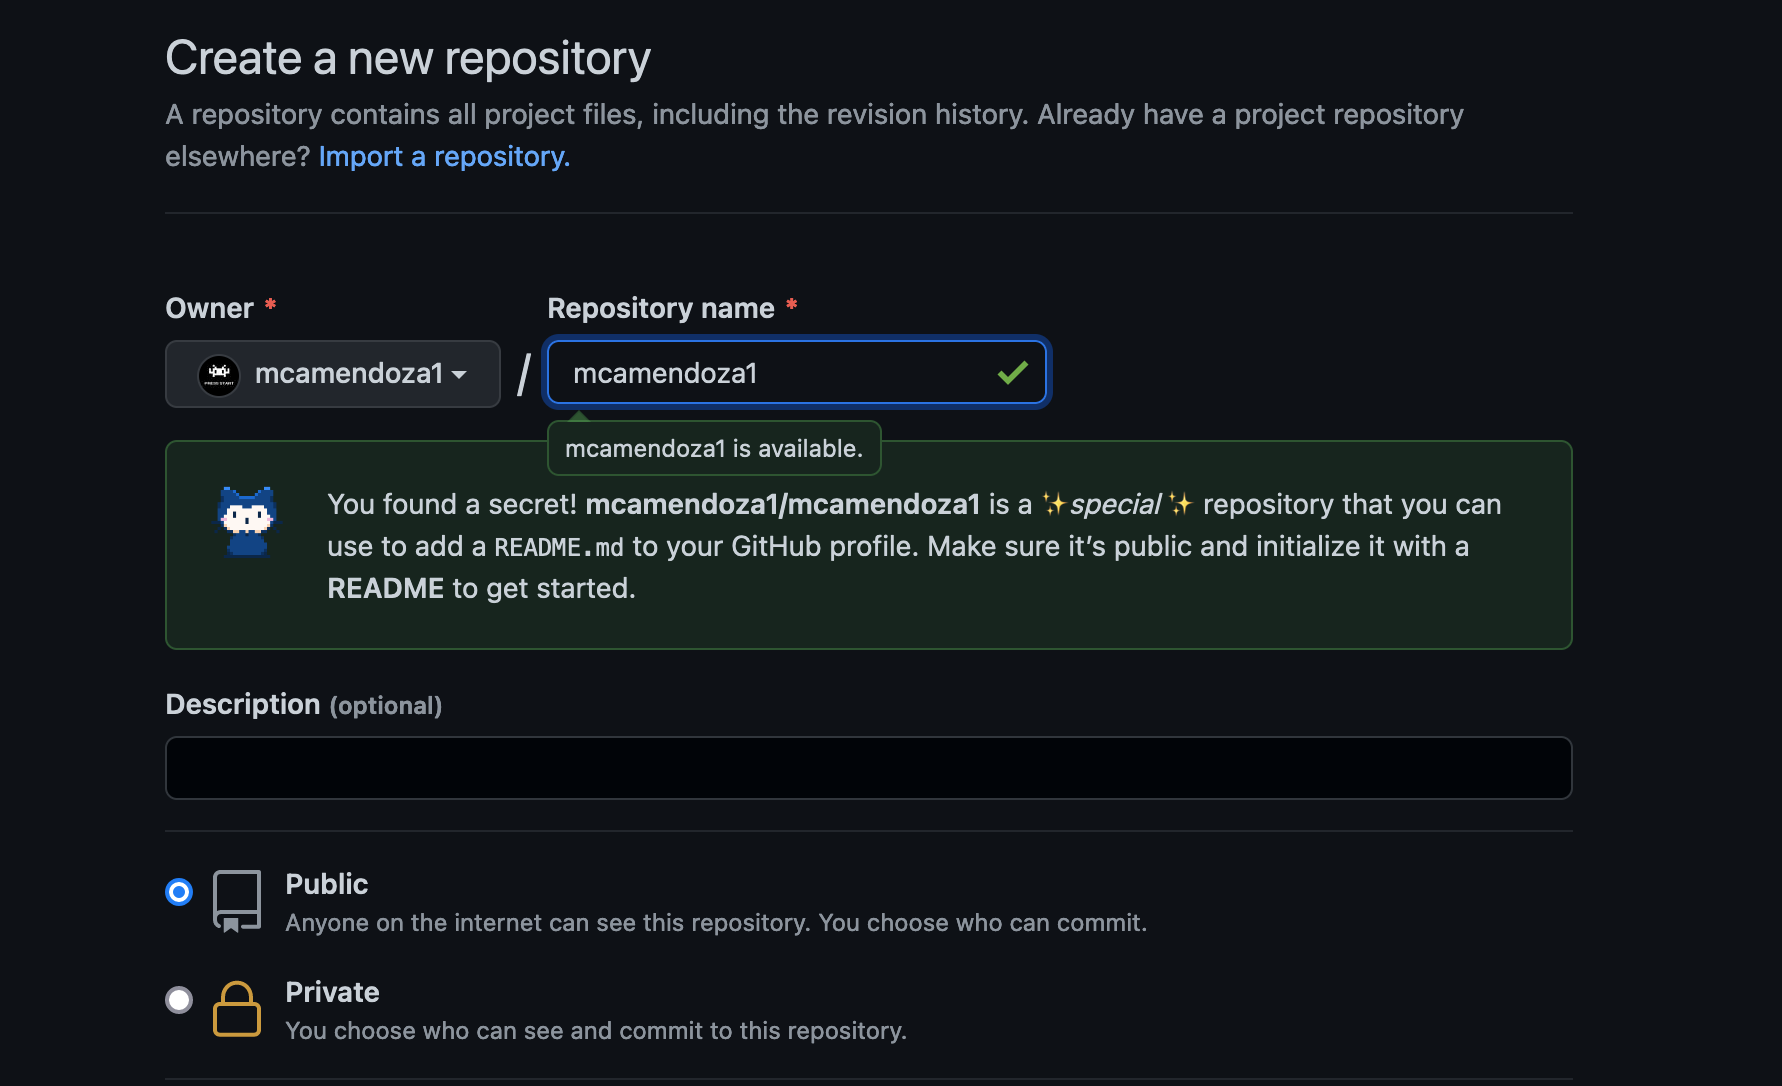 Create a new repository
A repository contains all project files, including the revision history. Already have a project repository
elsewhere? Import a repository.
Owner *
Repository name *
PRESS START
mcamendoza1
/
mcamendoza1
mcamendoza1 is available.
You found a secret! mcamendoza1/mcamendoza1 is a ✨special✨ repository that you can
use to add a README.md to your GitHub profile. Make sure it’s public and initialize it with a
README to get started.
Description (optional)
Public
Anyone on the internet can see this repository. You choose who can commit.
Private
You choose who can see and commit to this repository.